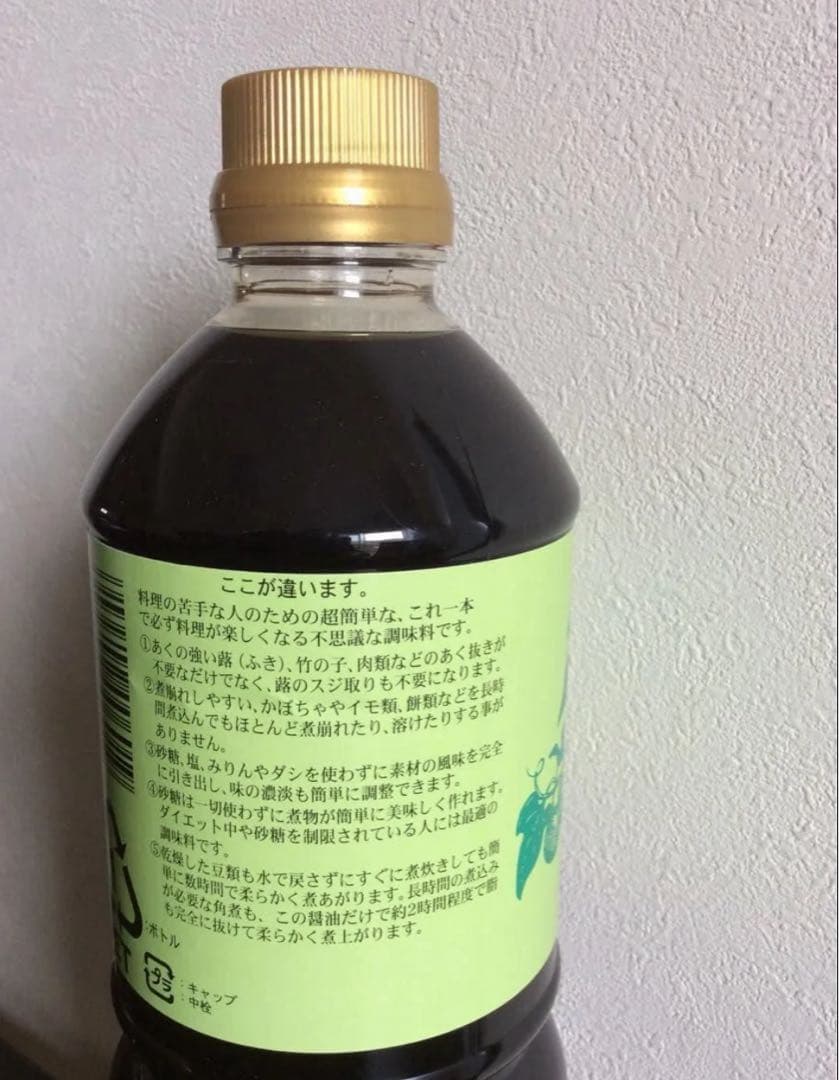 ここが違います。
料理の苦手な人のための超簡単な、これ一本
で必ず料理が楽しくなる不思議な調味料です。
①あくの強い蕗（ふき）、竹の子、肉類などのあく抜きが
不要なだけでなく、蕗のスジ取りも不要になります。
②煮崩れしやすい、かぼちゃやイモ類、餅類などを長時
間煮込んでもほとんど煮崩れたり、溶けたりする事が
ありません。
③砂糖、塩、みりんやダシを使わずに素材の風味を完全
に引き出し、味の濃淡も簡単に調整できます。
④砂糖は一切使わずに煮物が簡単に美味しく作れます。
ダイエット中や砂糖を制限されている人には最適の
調味料です。
⑤乾燥した豆類も水で戻さずにすぐに煮炊きしても簡
単に数時間で柔らかく煮あがります。長時間の煮込み
が必要な角煮も、この醤油だけで約2時間程度で脂
も完全に抜けて柔らかく煮上がります。
：ボトル
プラ
：キャップ
：中栓